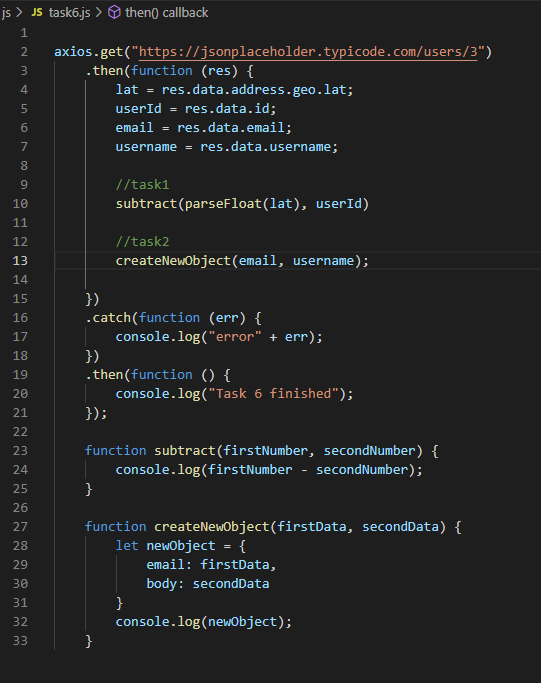 js > JS task6.js > then() callback
1
2 axios.get("https://jsonplaceholder.typicode.com/users/3")
3 .then(function (res) {
4 lat = res.data.address.geo.lat;
5 userId = res.data.id;
6 email = res.data.email;
7 username = res.data.username;
8
9 //task1
10 subtract(parseFloat(lat), userId)
11
12 //task2
13 createNewObject(email, username);
14
15 })
16 .catch(function (err) {
17 console.log("error" + err);
18 })
19 .then(function () {
20 console.log("Task 6 finished");
21 });
22
23 function subtract(firstNumber, secondNumber) {
24 console.log(firstNumber - secondNumber);
25 }
26
27 function createNewObject(firstData, secondData) {
28 let newObject = {
29 email: firstData,
30 body: secondData
31 }
32 console.log(newObject);
33 }